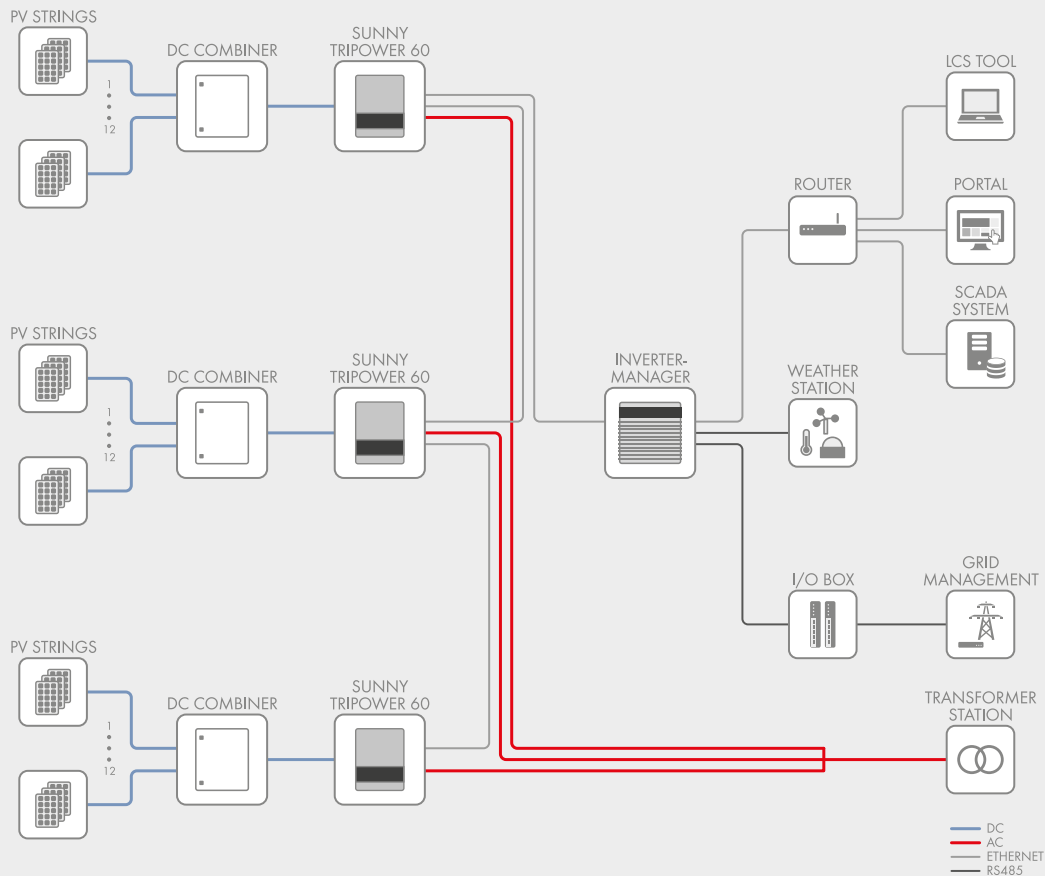 PV STRINGS
DC COMBINER
SUNNY
TRIPOWER 60
1
12
LCS TOOL
ROUTER
PORTAL
SCADA
SYSTEM
PV STRINGS
DC COMBINER
SUNNY
TRIPOWER 60
1
12
INVERTER-
MANAGER
WEATHER
STATION
I/O BOX
GRID
MANAGEMENT
PV STRINGS
DC COMBINER
SUNNY
TRIPOWER 60
1
12
TRANSFORMER
STATION
DC
AC
ETHERNET
RS485